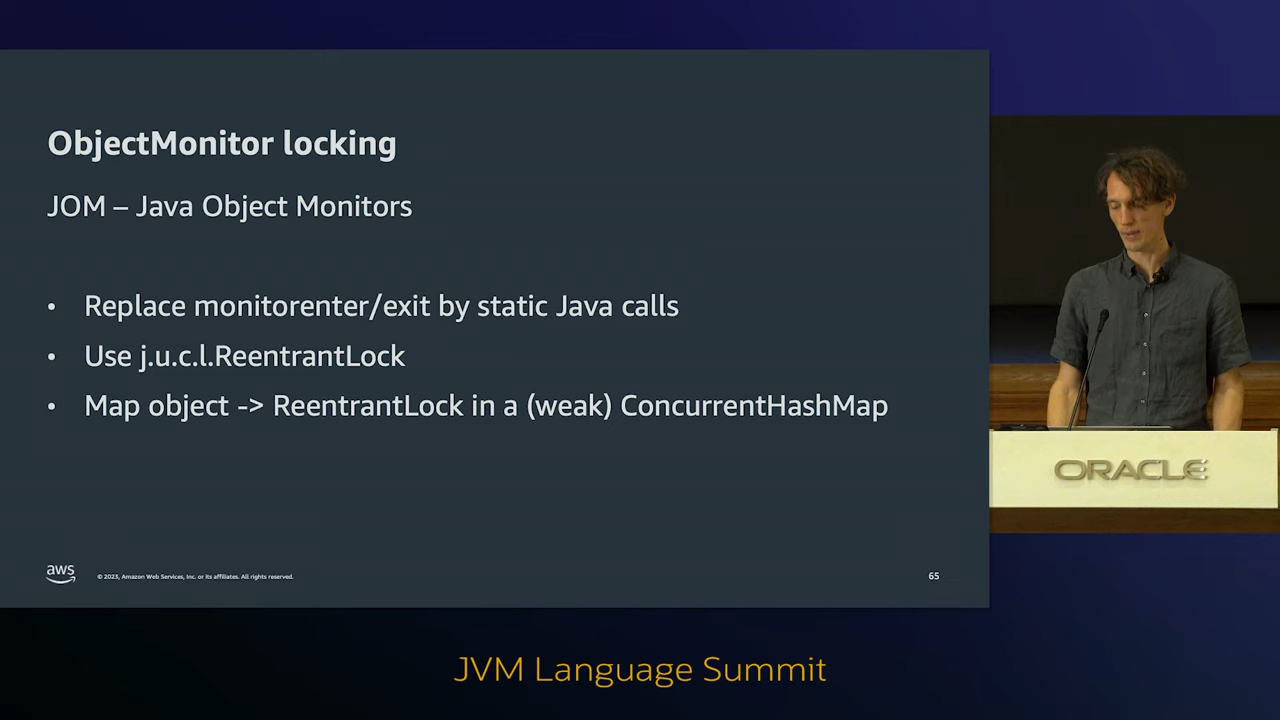 ObjectMonitor locking
JOM – Java Object Monitors
• Replace monitorenter/exit by static Java calls
• Use j.u.c.l.ReentrantLock
• Map object -> ReentrantLock in a (weak) ConcurrentHashMap
aws
© 2023, Amazon Web Services, Inc. or its affiliates. All rights reserved.
65
ORACLE
JVM Language Summit